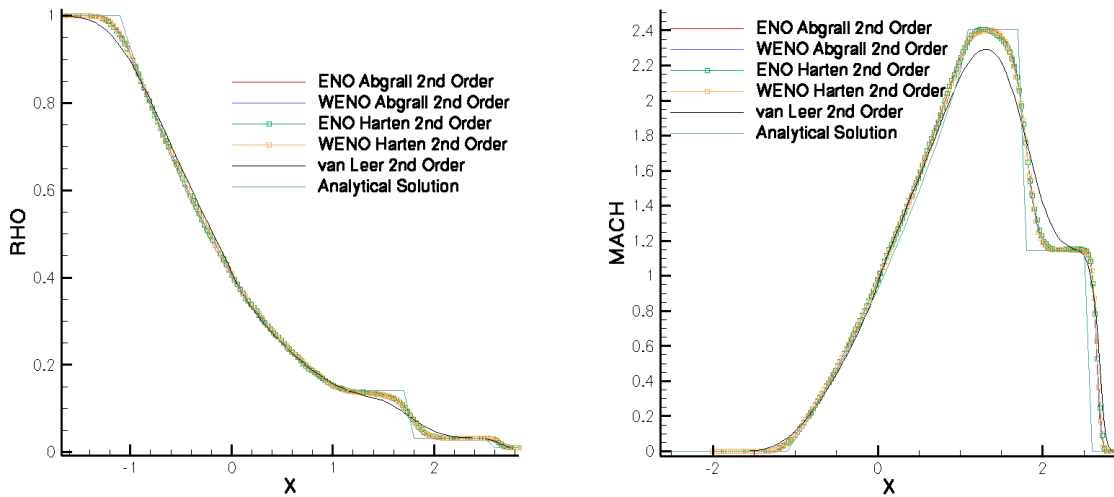 1
0.8
0.6
0.4
0.2
0
RHO
-1
0
1
2
X
ENO Abgrall 2nd Order
WENO Abgrall 2nd Order
ENO Harten 2nd Order
WENO Harten 2nd Order
van Leer 2nd Order
Analytical Solution
2.4
2.2
2
1.8
1.6
1.4
1.2
1
0.8
0.6
0.4
0.2
0
MACH
-2
-1
0
1
2
X
ENO Abgrall 2nd Order
WENO Abgrall 2nd Order
ENO Harten 2nd Order
WENO Harten 2nd Order
van Leer 2nd Order
Analytical Solution